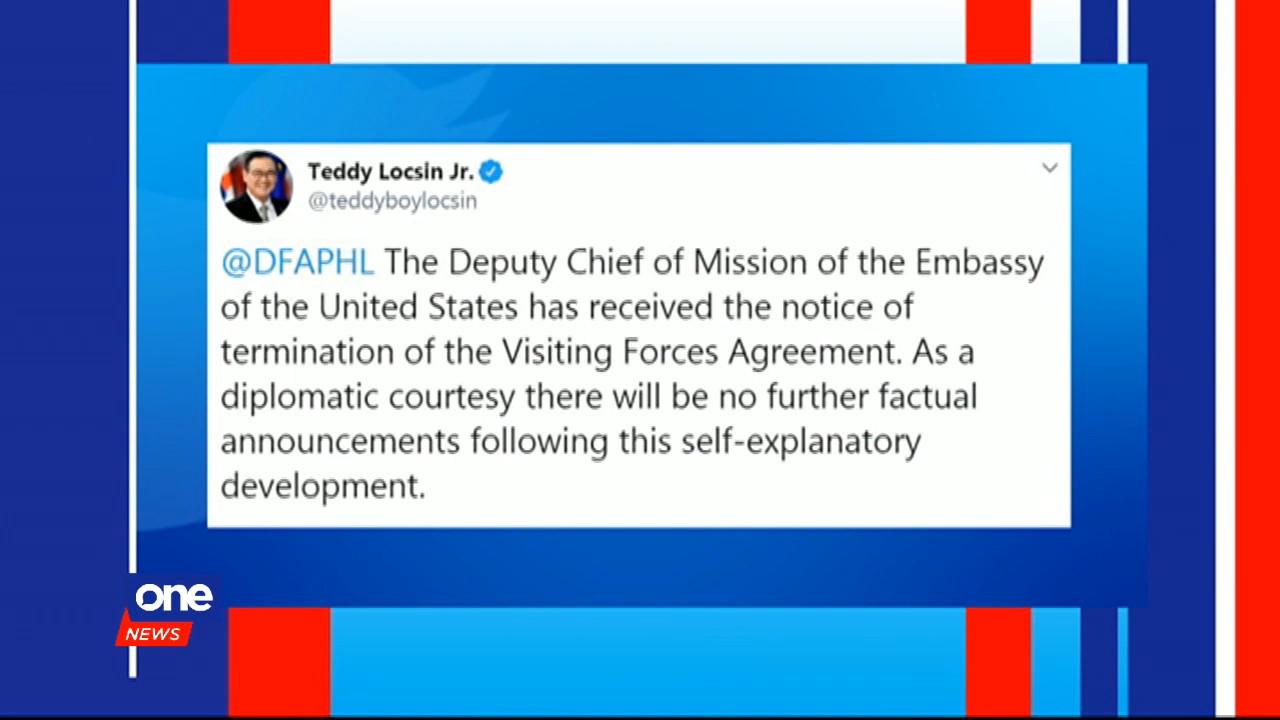 Teddy Locsin Jr.
@teddyboylocsin
@DFAPHL The Deputy Chief of Mission of the Embassy
of the United States has received the notice of
termination of the Visiting Forces Agreement. As a
diplomatic courtesy there will be no further factual
announcements following this self-explanatory
development.
one
NEWS